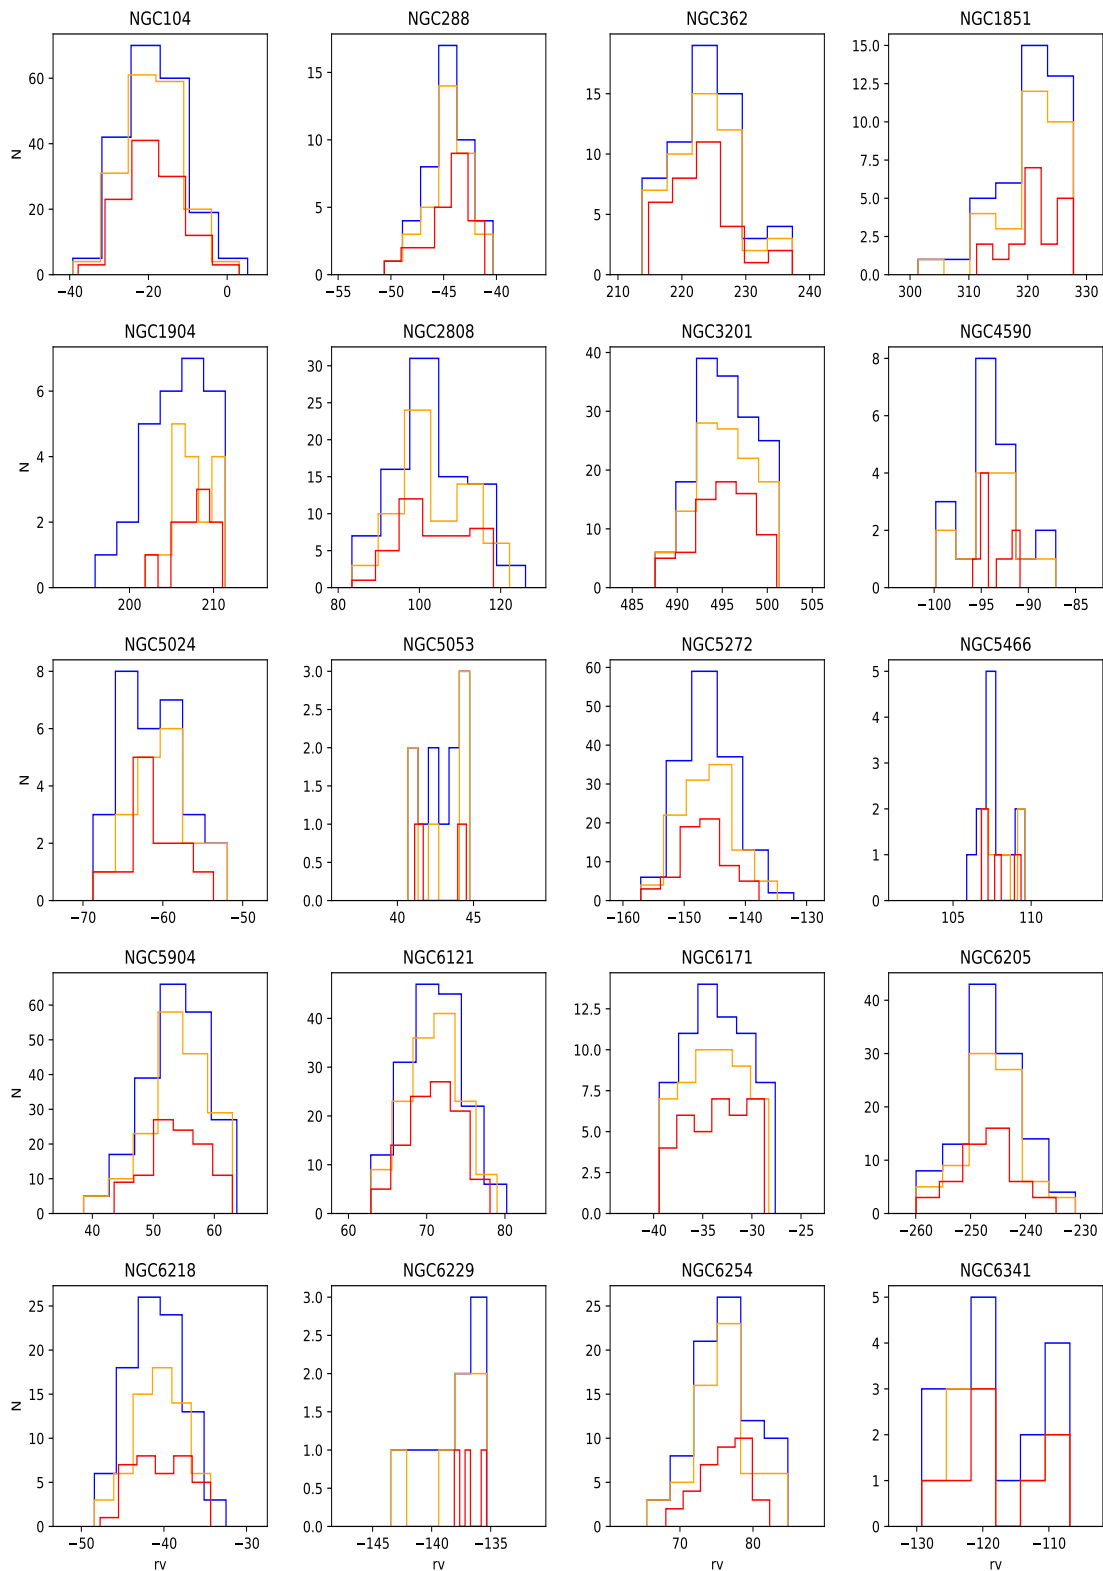 NGC104 NGC288 NGC362 NGC1851
N
0 20 40 60
−40 −20 0
0 5 10 15
−55 −50 −45 −40
0 5 10 15
210 220 230 240
0.0 2.5 5.0 7.5 10.0 12.5 15.0
300 310 320 330
NGC1904 NGC2808 NGC3201 NGC4590
N
0 2 4 6
200 210
0 5 10 15 20 25 30
80 100 120
0 10 20 30 40
485 490 495 500 505
0 2 4 6 8
−100 −95 −90 −85
NGC5024 NGC5053 NGC5272 NGC5466
N
0 2 4 6 8
−70 −60 −50
0.0 0.5 1.0 1.5 2.0 2.5 3.0
40 45
0 10 20 30 40 50 60
−160 −150 −140 −130
0 1 2 3 4 5
105 110
NGC5904 NGC6121 NGC6171 NGC6205
N
0 10 20 30 40 50 60
40 50 60
0 10 20 30 40
60 70 80
0.0 2.5 5.0 7.5 10.0 12.5
−40 −35 −30 −25
0 10 20 30 40
−260 −250 −240 −230
NGC6218 NGC6229 NGC6254 NGC6341
N
0 5 10 15 20 25
−50 −40 −30
0.0 0.5 1.0 1.5 2.0 2.5 3.0
−145 −140 −135
0 5 10 15 20 25
70 80
0 1 2 3 4 5
−130 −120 −110
rv rv rv rv